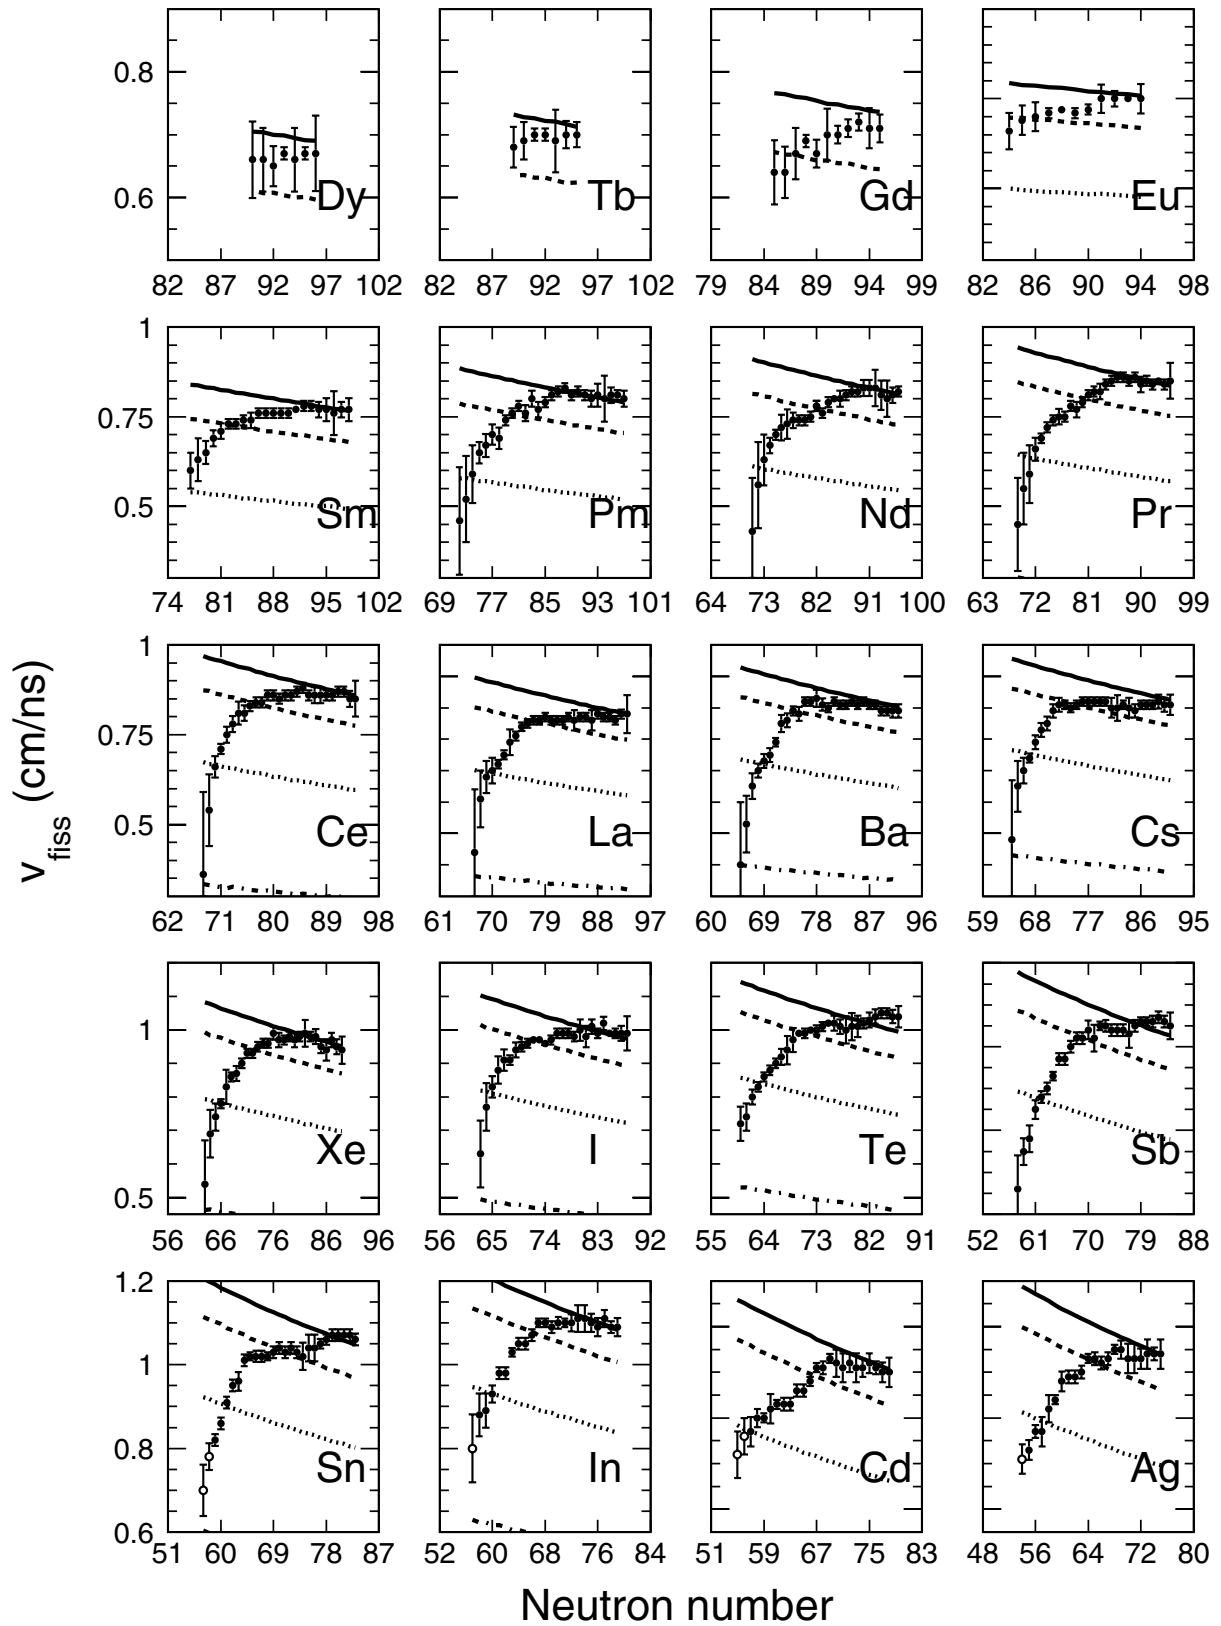 0.8
0.6
Dy
Tb
Gd
Eu
82 87 92 97 102
82 87 92 97 102
79 84 89 94 99
82 86 90 94 98
1
0.75
0.5
Sm
Pm
Nd
Pr
74 81 88 95 102
69 77 85 93 101
64 73 82 91 100
63 72 81 90 99
1
0.75
0.5
Ce
La
Ba
Cs
62 71 80 89 98
61 70 79 88 97
60 69 78 87 96
59 68 77 86 95
1
0.5
Xe
I
Te
Sb
56 66 76 86 96
56 65 74 83 92
55 64 73 82 91
52 61 70 79 88
1.2
1
0.8
0.6
Sn
In
Cd
Ag
51 60 69 78 87
52 60 68 76 84
51 59 67 75 83
48 56 64 72 80
v fiss (cm/ns)
Neutron number